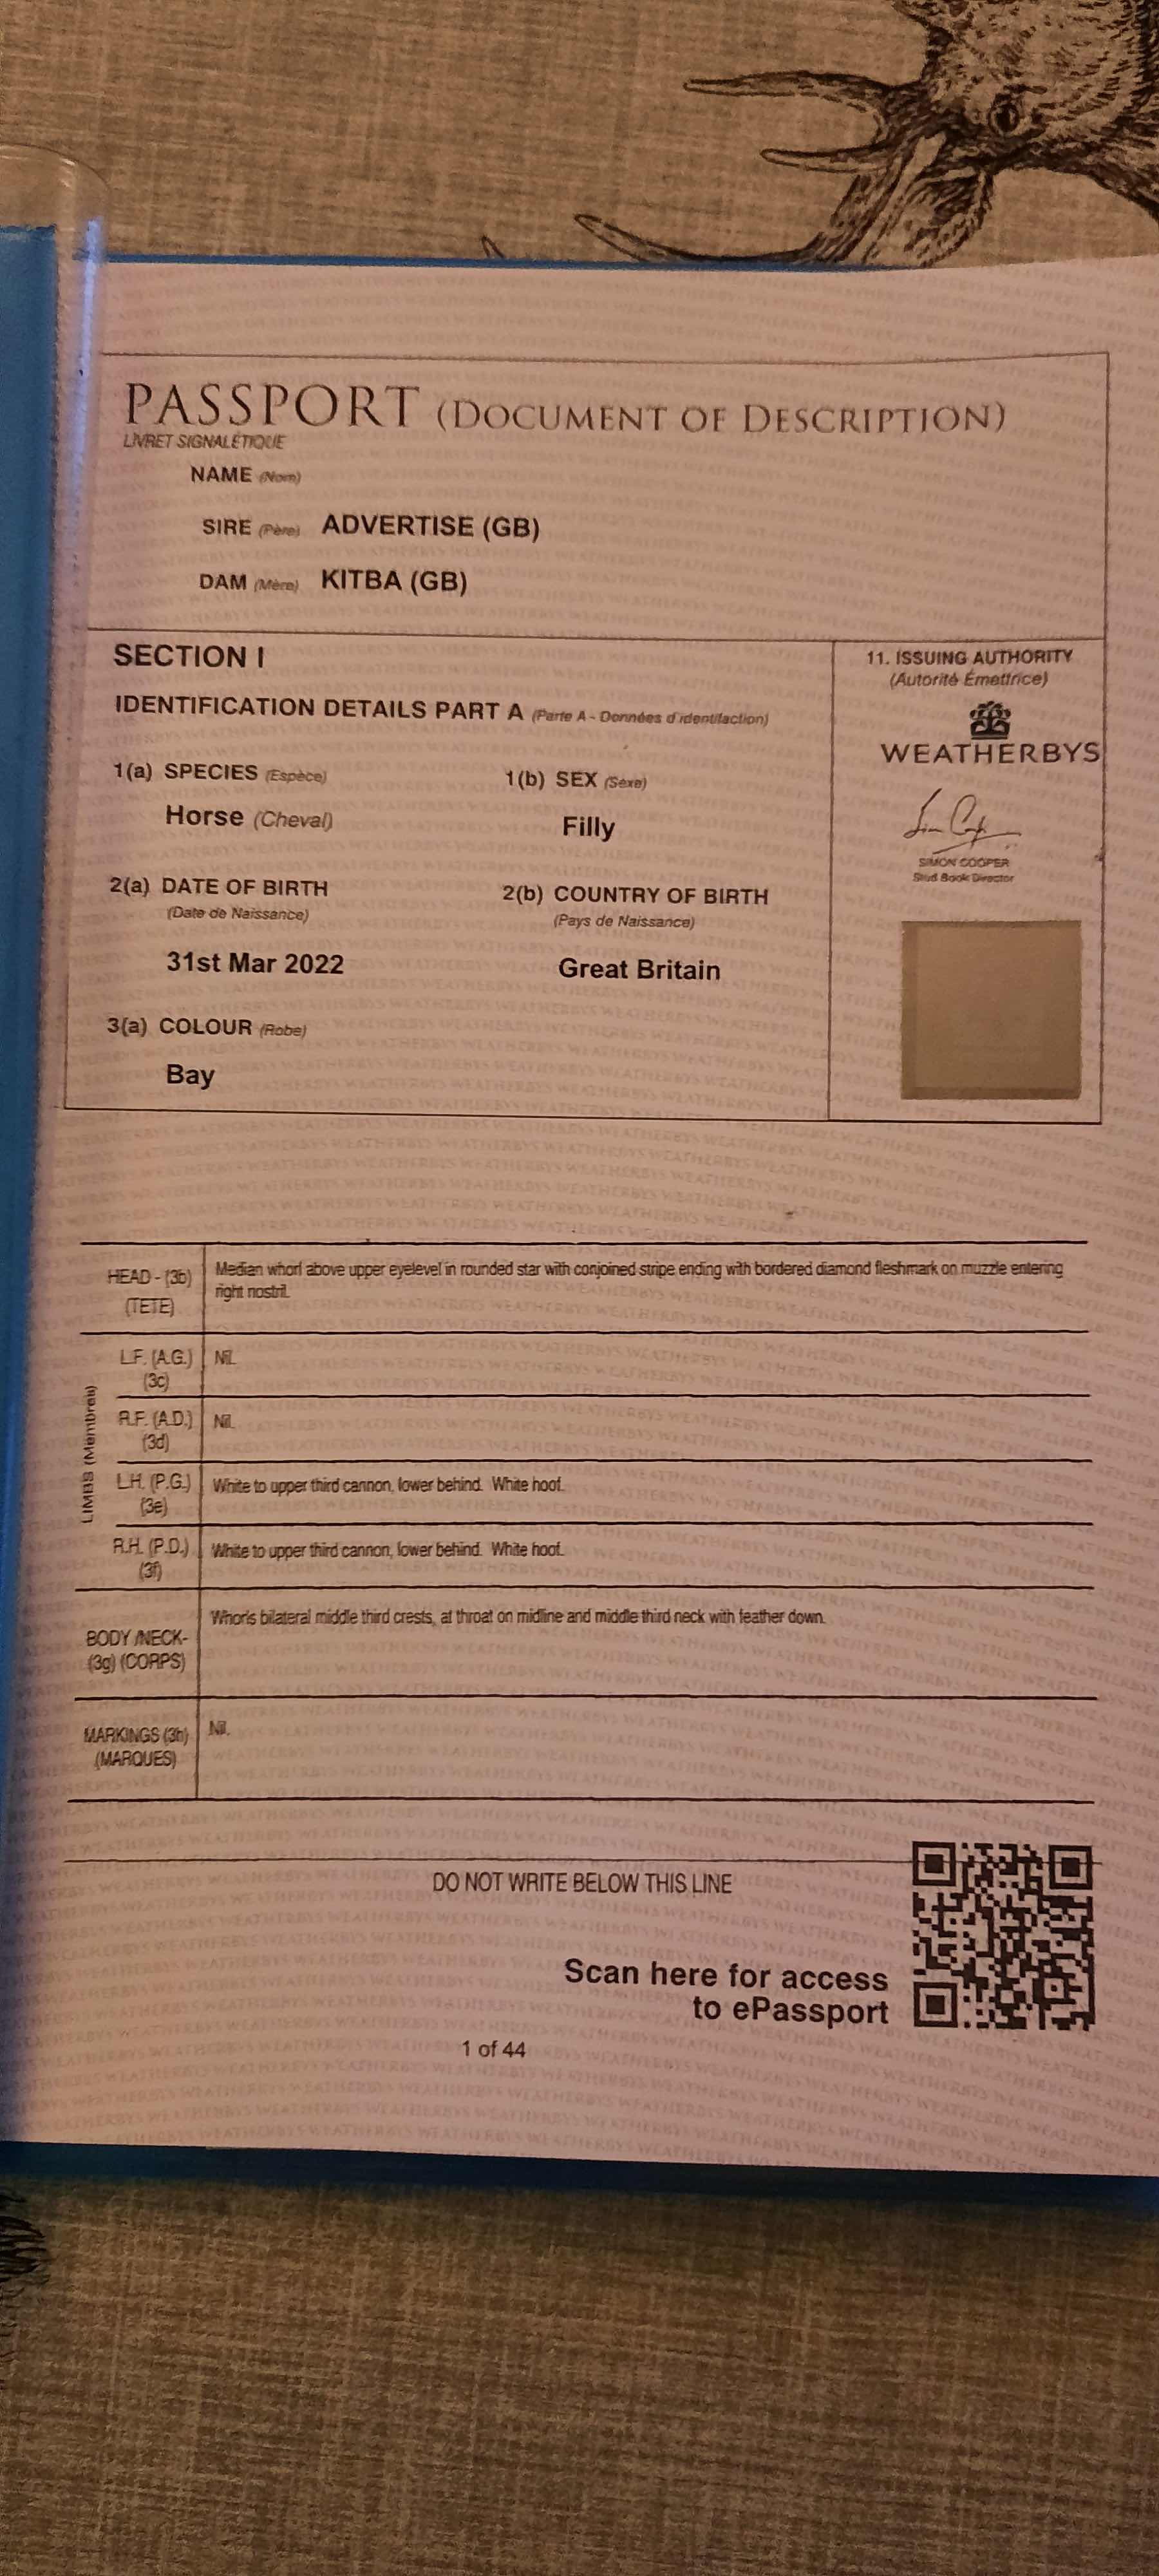 PASSPORT (DOCUMENT OF DESCRIPTION)
LIVRET SIGNALÉTIQUE
NAME (Nom)
SIRE (Père) ADVERTISE (GB)
DAM (Mère) KITBA (GB)
SECTION I
IDENTIFICATION DETAILS PART A (Partie A - Données d'identifaction)
1(a) SPECIES (Espèce)
Horse (Cheval)
1(b) SEX (Sexe)
Filly
2(a) DATE OF BIRTH
(Date de Naissance)
31st Mar 2022
2(b) COUNTRY OF BIRTH
(Pays de Naissance)
Great Britain
3(a) COLOUR (Robe)
Bay
11. ISSUING AUTHORITY
(Autorité Émettrice)
WEATHERBYS
SIMON COOPER
Stud Book Director
HEAD - (3b)
(TETE)
Median whorl above upper eyelevel in rounded star with conjoined stripe ending with bordered diamond fleshmark on muzzle entering
right nostril.
LIMBS (Membres)
L.F. (A.G.)
(3c)
Nil.
R.F. (A.D.)
(3d)
Nil.
L.H. (P.G.)
(3e)
White to upper third cannon, lower behind. White hoof.
R.H. (P.D.)
(3f)
White to upper third cannon, lower behind. White hoof.
BODY /NECK-
(3g) (CORPS)
Whorls bilateral middle third crests, at throat on midline and middle third neck with feather down.
MARKINGS (3h)
(MARQUES)
Nil.
DO NOT WRITE BELOW THIS LINE
Scan here for access
to ePassport
1 of 44